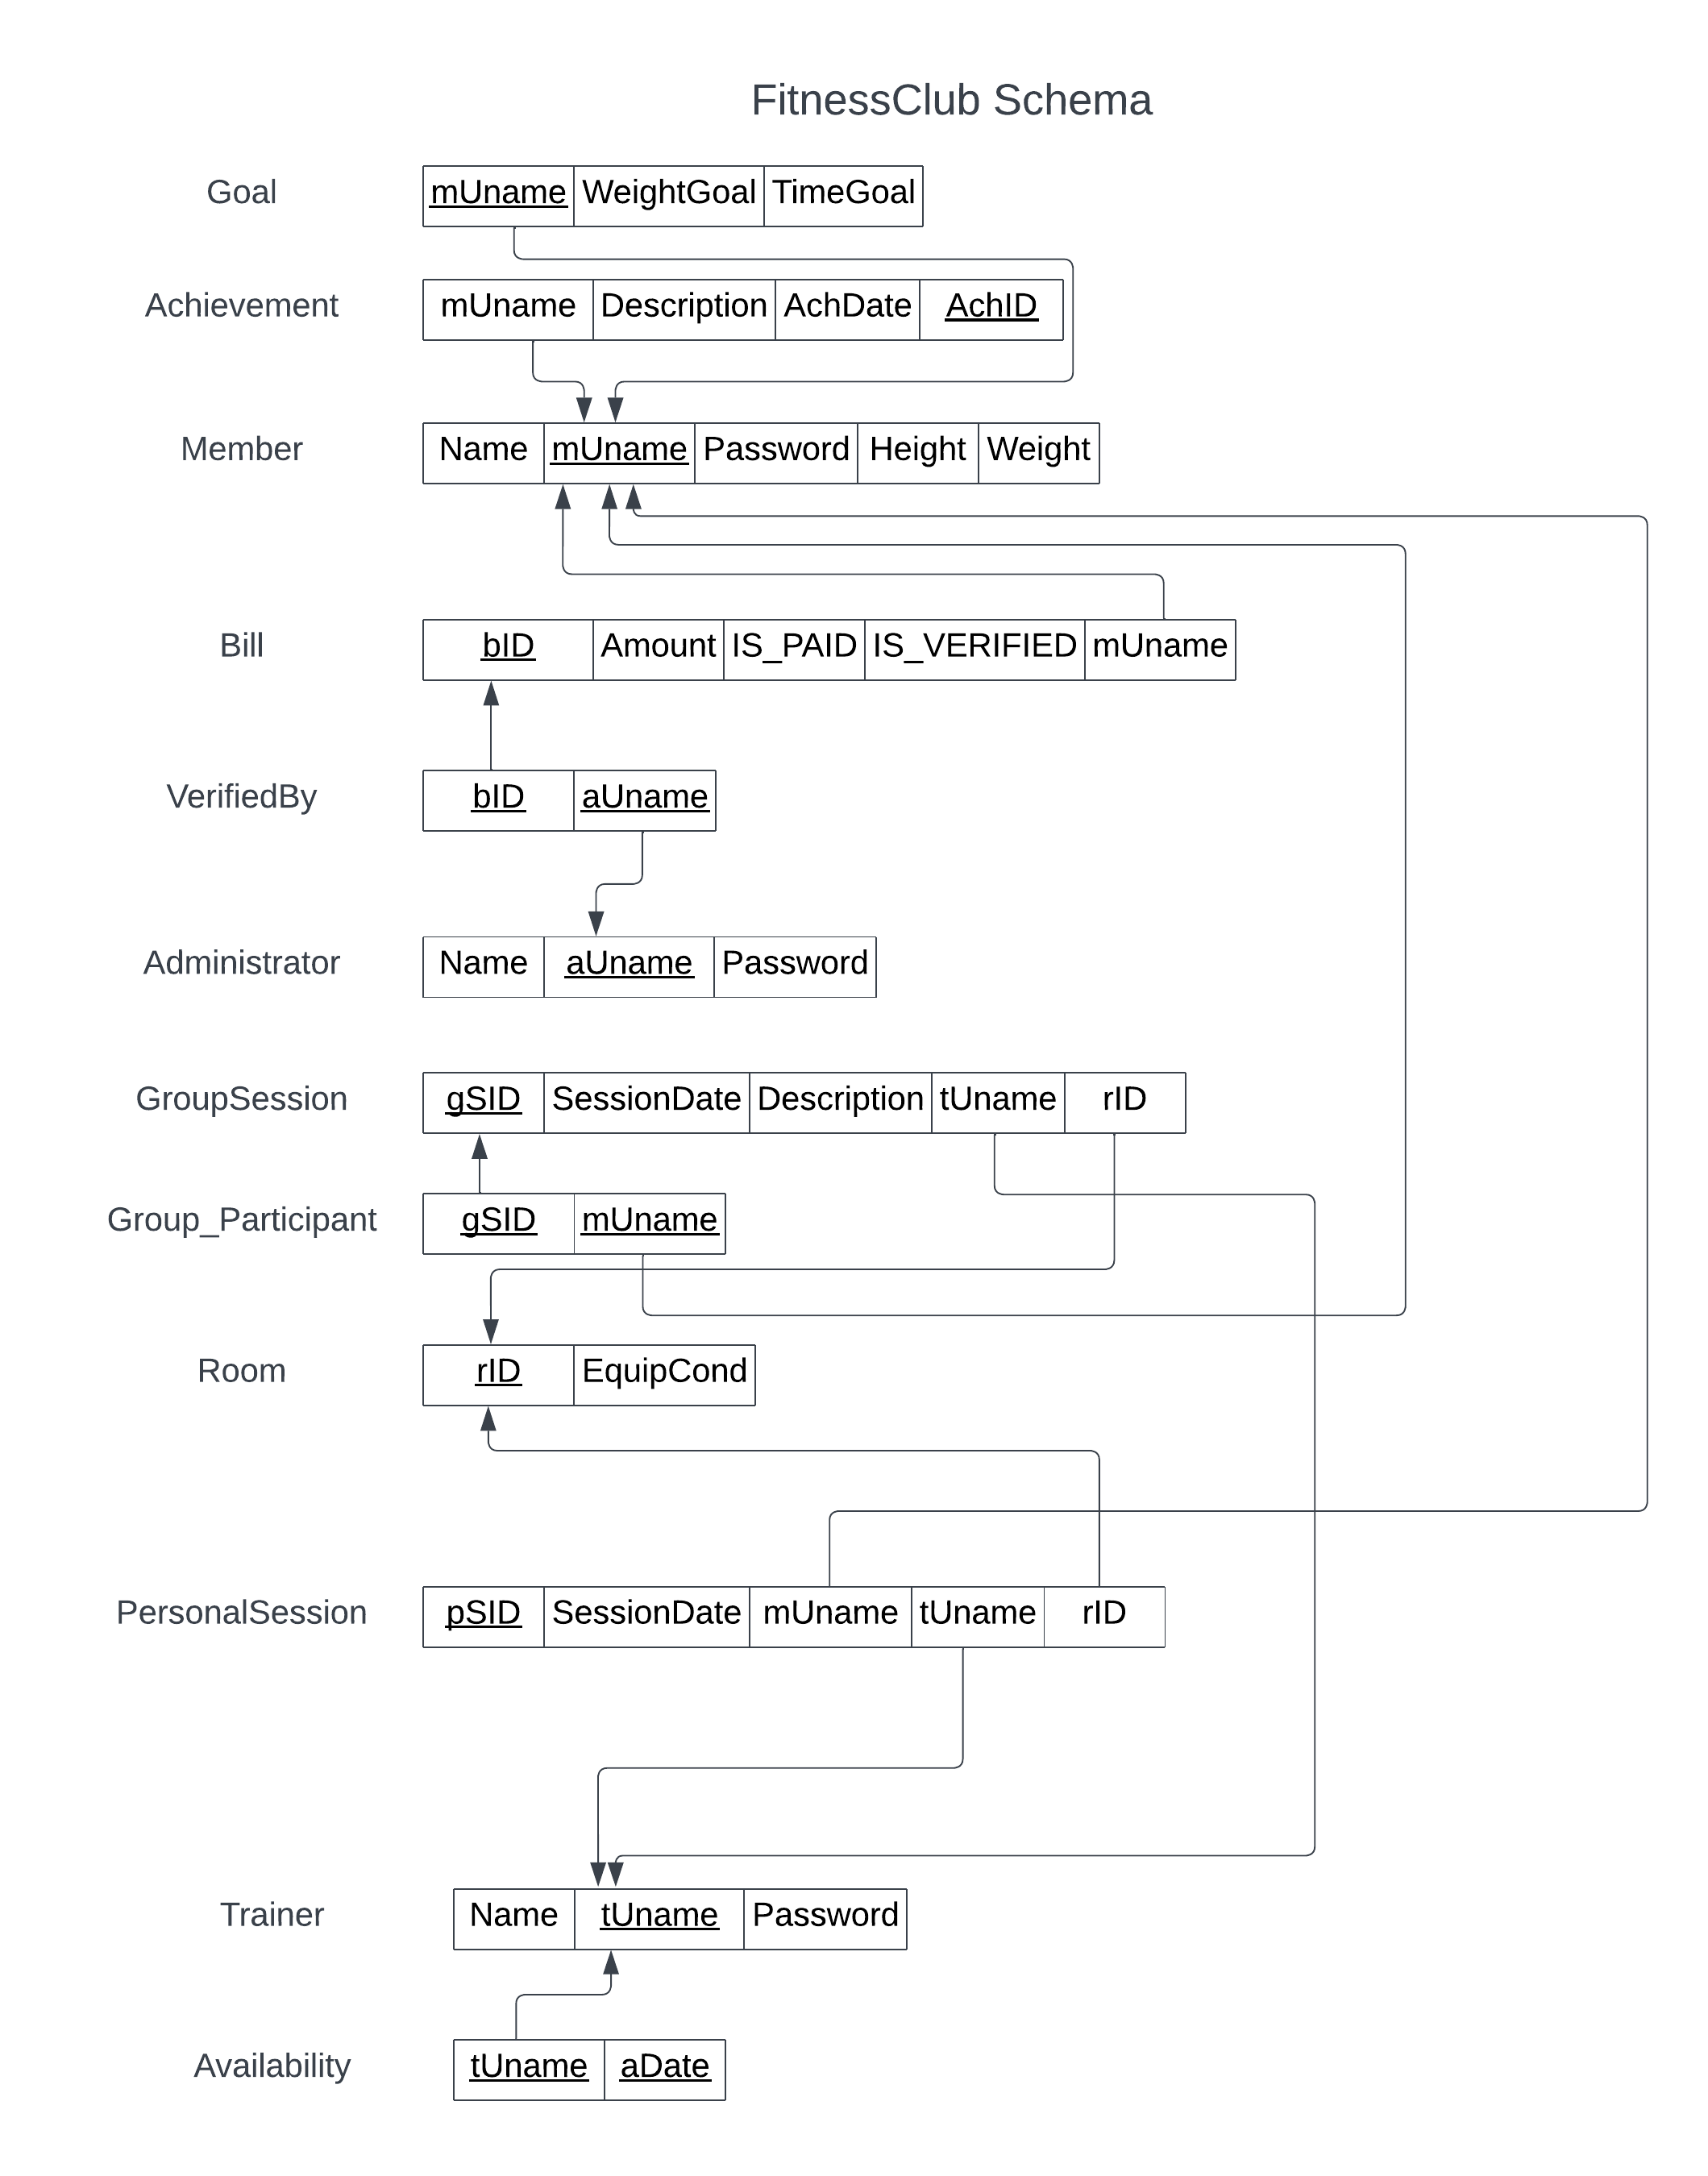 FitnessClub Schema
Goal mUname WeightGoal TimeGoal
Achievement mUname Description AchDate AchID
Member Name mUname Password Height Weight
Bill bID Amount IS_PAID IS_VERIFIED mUname
VerifiedBy bID aUname
Administrator Name aUname Password
GroupSession gSID SessionDate Description tUname rID
Group_Participant gSID mUname
Room rID EquipCond
PersonalSession pSID SessionDate mUname tUname rID
Trainer Name tUname Password
Availability tUname aDate